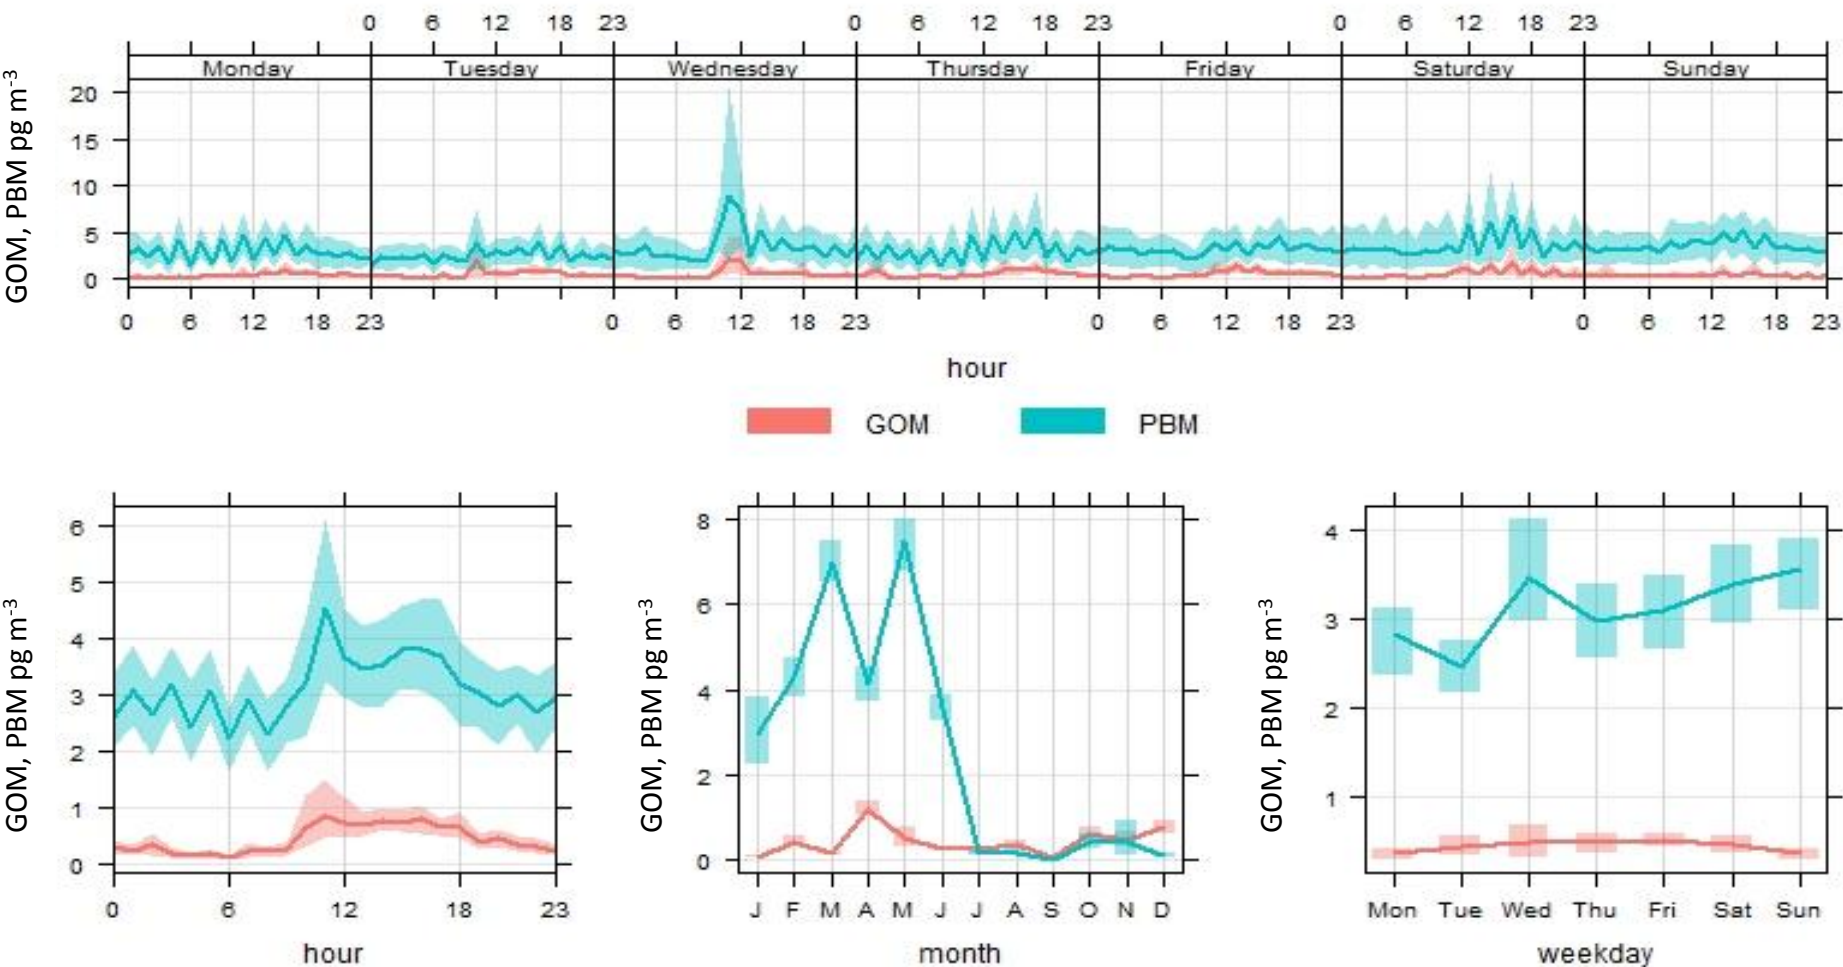 0 6 12 18 23 0 6 12 18 23 0 6 12 18 23
Monday Tuesday Wednesday Thursday Friday Saturday Sunday
GOM, PBM pg m⁻³
20
15
10
5
0
0 6 12 18 23 0 6 12 18 23 0 6 12 18 23 0 6 12 18 23
hour
GOM PBM
GOM, PBM pg m⁻³
6
5
4
3
2
1
0
0 6 12 18 23
hour
GOM, PBM pg m⁻³
8
6
4
2
0
J F M A M J J A S O N D
month
GOM, PBM pg m⁻³
4
3
2
1
Mon Tue Wed Thu Fri Sat Sun
weekday